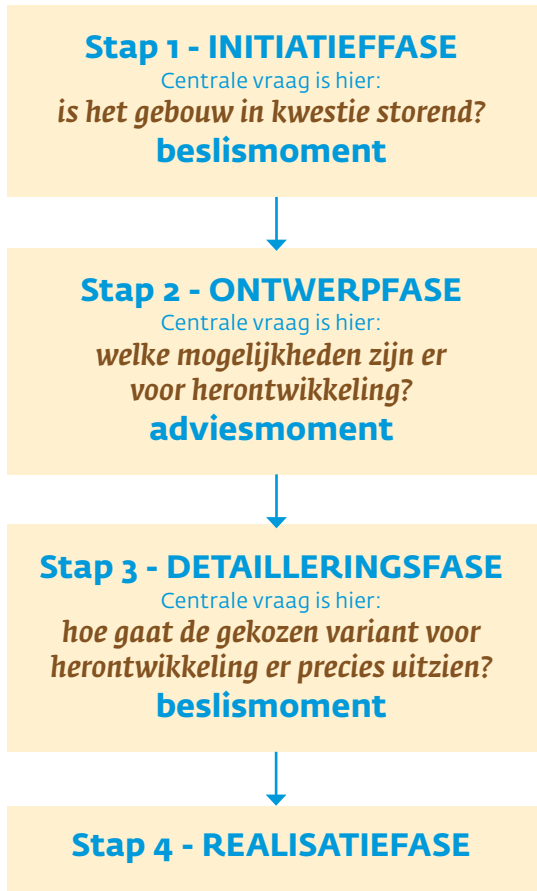 Stap 1 - INITIATIEFFASE
Centrale vraag is hier:
is het gebouw in kwestie storend?
beslismoment
Stap 2 - ONTWERPFASE
Centrale vraag is hier:
welke mogelijkheden zijn er
voor herontwikkeling?
adviesmoment
Stap 3 - DETAILLERINGSFASE
Centrale vraag is hier:
hoe gaat de gekozen variant voor
herontwikkeling er precies uitzien?
beslismoment
Stap 4 - REALISATIEFASE